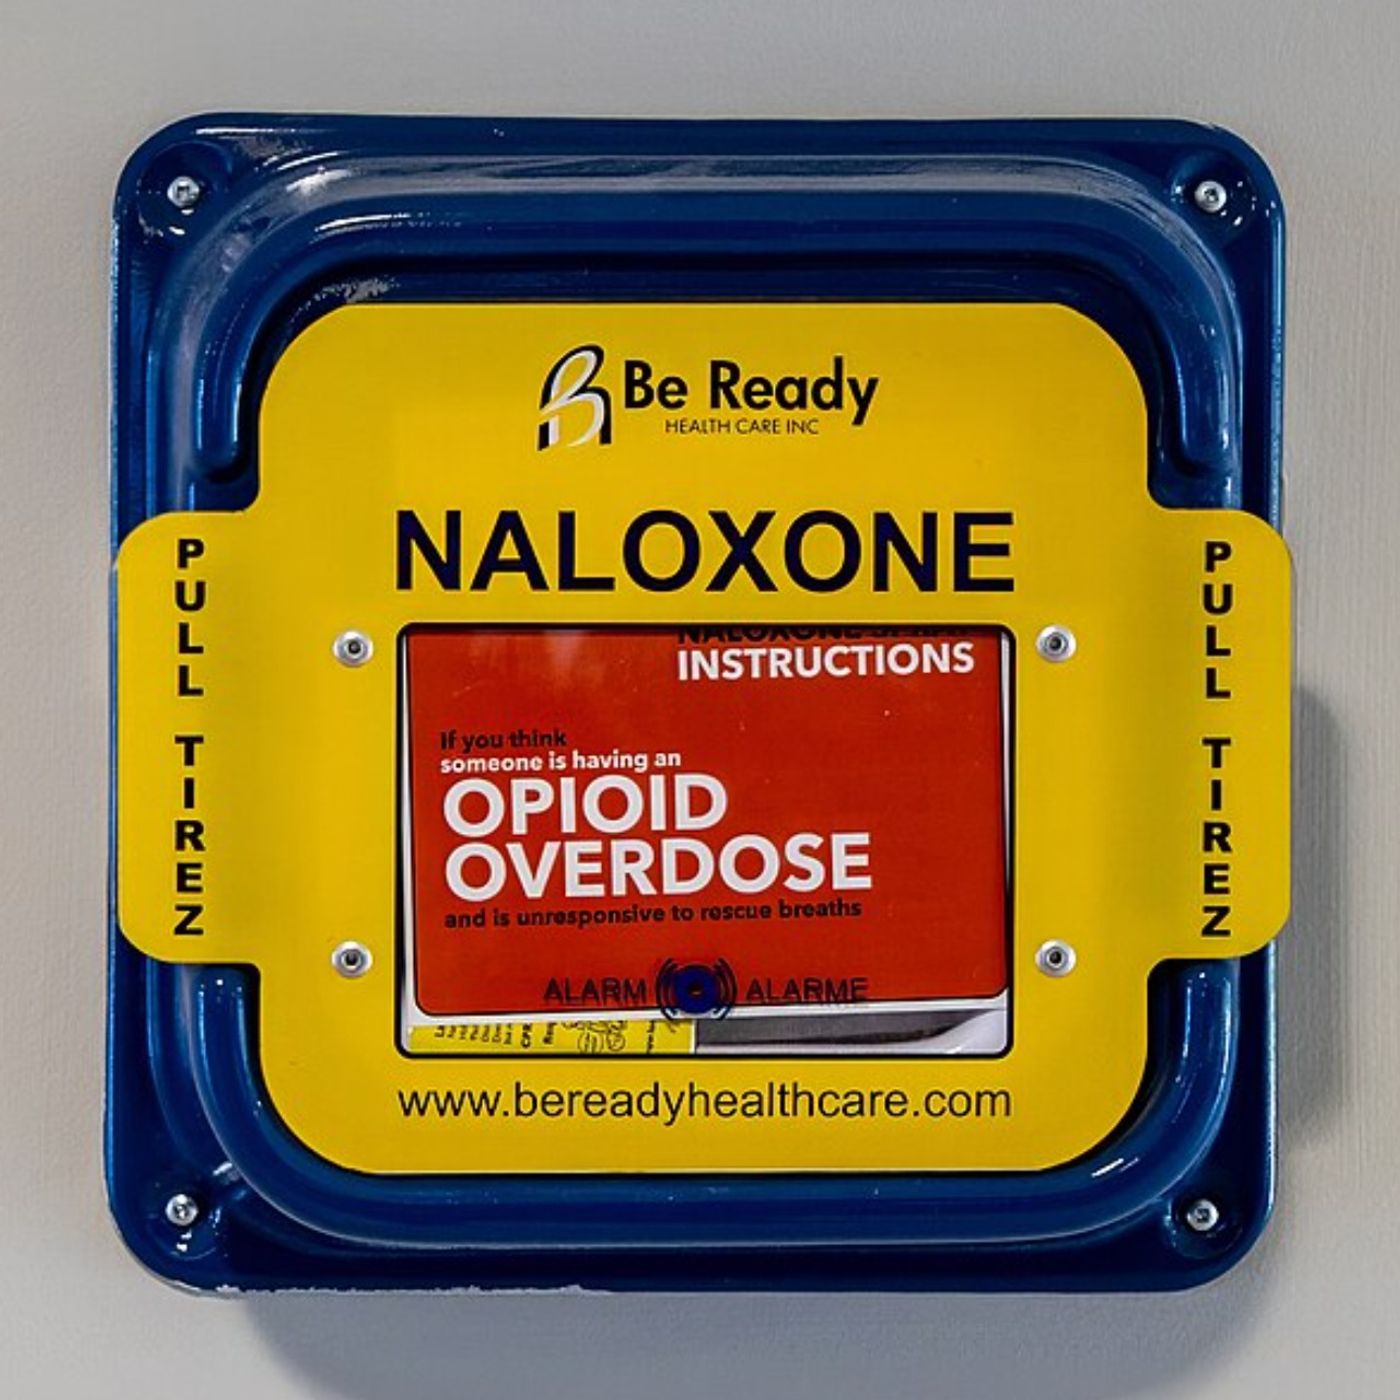 Be Ready
HEALTH CARE INC
NALOXONE
PULL TIREZ
PULL TIREZ
INSTRUCTIONS
If you think
someone is having an
OPIOID
OVERDOSE
and is unresponsive to rescue breaths
ALARM ALARME
www.bereadyhealthcare.com